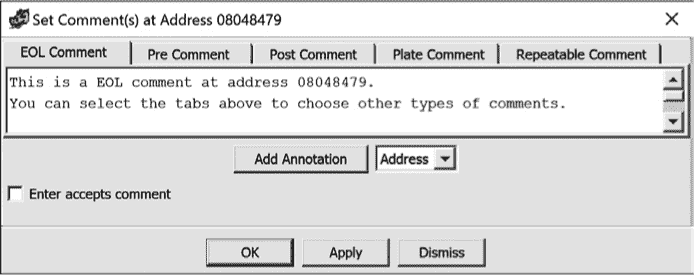 Set Comment(s) at Address 08048479
EOL Comment Pre Comment Post Comment Plate Comment Repeatable Comment
This is a EOL comment at address 08048479.
You can select the tabs above to choose other types of comments.
Add Annotation Address
Enter accepts comment
OK Apply Dismiss